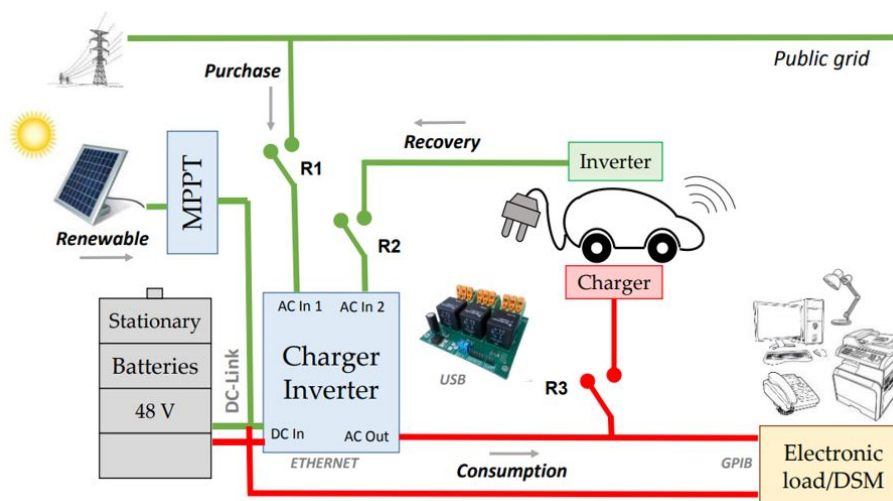 Public grid
Purchase
Recovery
Inverter
R1
MPPT
Renewable
R2
Charger
AC In 1
AC In 2
Stationary
Batteries
48 V
DC-Link
Charger
Inverter
USB
R3
DC In
AC Out
ETHERNET
Consumption
GPIB
Electronic
load/DSM